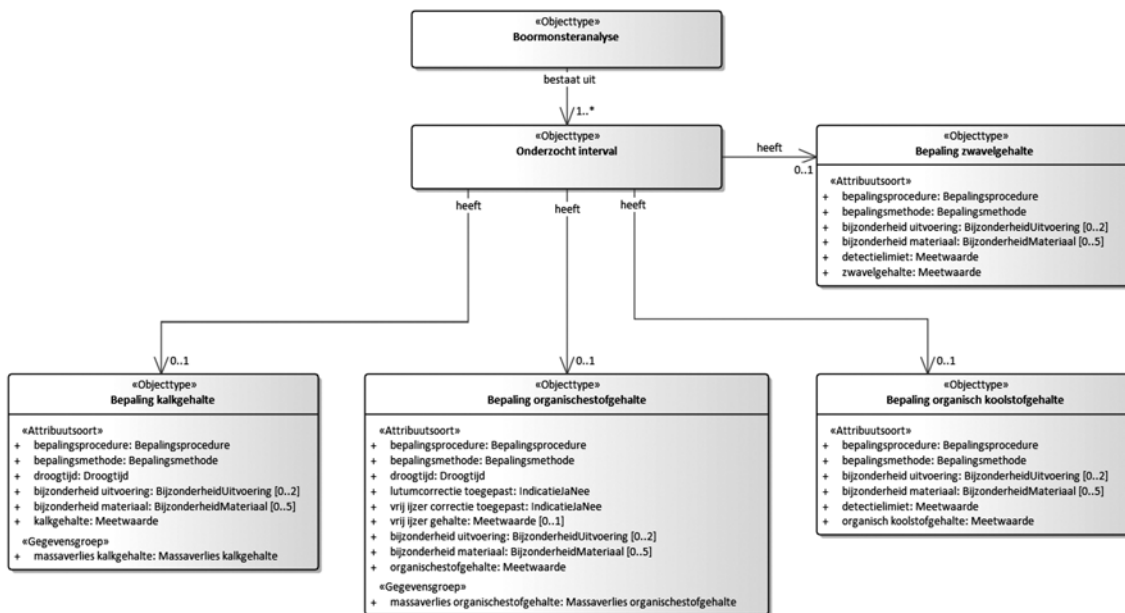 «Objecttype»
Boormonsteranalyse
bestaat uit
1..*
«Objecttype»
Onderzocht interval
heeft
0..1
«Objecttype»
Bepaling zwavelgehalte
«Attribuutsoort»
+ bepalingsprocedure: Bepalingsprocedure
+ bepalingsmethode: Bepalingsmethode
+ bijzonderheid uitvoering: BijzonderheidUitvoering [0..2]
+ bijzonderheid materiaal: BijzonderheidMateriaal [0..5]
+ detectielimiet: Meetwaarde
+ zwavelgehalte: Meetwaarde
heeft
heeft
heeft
0..1
0..1
0..1
«Objecttype»
Bepaling kalkgehalte
«Attribuutsoort»
+ bepalingsprocedure: Bepalingsprocedure
+ bepalingsmethode: Bepalingsmethode
+ droogtijd: Droogtijd
+ bijzonderheid uitvoering: BijzonderheidUitvoering [0..2]
+ bijzonderheid materiaal: BijzonderheidMateriaal [0..5]
+ kalkgehalte: Meetwaarde
«Gegevensgroep»
+ massaverlies kalkgehalte: Massaverlies kalkgehalte
«Objecttype»
Bepaling organischestofgehalte
«Attribuutsoort»
+ bepalingsprocedure: Bepalingsprocedure
+ bepalingsmethode: Bepalingsmethode
+ droogtijd: Droogtijd
+ lutumcorrectie toegepast: IndicatieJaNee
+ vrij ijzer correctie toegepast: IndicatieJaNee
+ vrij ijzer gehalte: Meetwaarde [0..1]
+ bijzonderheid uitvoering: BijzonderheidUitvoering [0..2]
+ bijzonderheid materiaal: BijzonderheidMateriaal [0..5]
+ organischestofgehalte: Meetwaarde
«Gegevensgroep»
+ massaverlies organischestofgehalte: Massaverlies organischestofgehalte
«Objecttype»
Bepaling organisch koolstofgehalte
«Attribuutsoort»
+ bepalingsprocedure: Bepalingsprocedure
+ bepalingsmethode: Bepalingsmethode
+ bijzonderheid uitvoering: BijzonderheidUitvoering [0..2]
+ bijzonderheid materiaal: BijzonderheidMateriaal [0..5]
+ detectielimiet: Meetwaarde
+ organisch koolstofgehalte: Meetwaarde